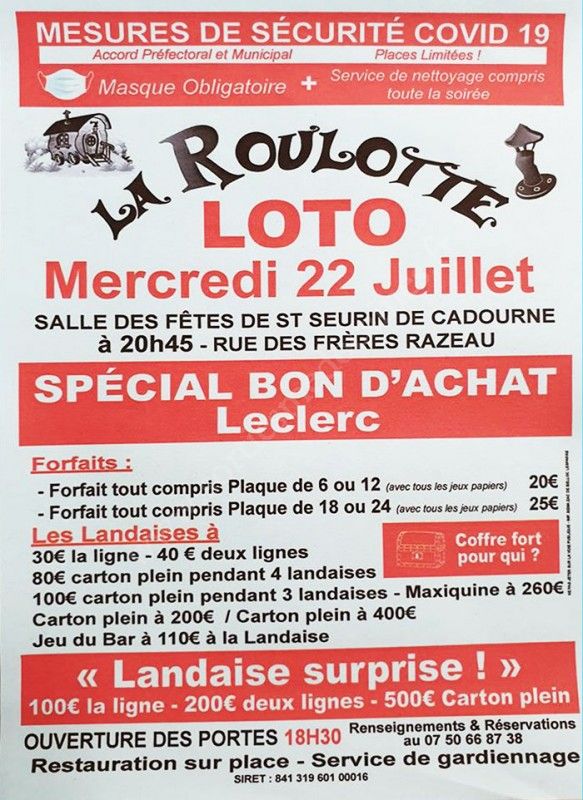 MESURES DE SÉCURITÉ COVID 19
Accord Préfectoral et Municipal Places Limitées !
Masque Obligatoire + Service de nettoyage compris
toute la soirée
LA ROULOTTE
LOTO
Mercredi 22 Juillet
SALLE DES FÊTES DE ST SEURIN DE CADOURNE
à 20h45 - RUE DES FRÈRES RAZEAU
SPÉCIAL BON D'ACHAT
Leclerc
Forfaits :
- Forfait tout compris Plaque de 6 ou 12 (avec tous les jeux papiers) 20€
- Forfait tout compris Plaque de 18 ou 24 (avec tous les jeux papiers) 25€
Les Landaises à
30€ la ligne - 40 € deux lignes
80€ carton plein pendant 4 landaises
100€ carton plein pendant 3 landaises - Maxiquine à 260€
Carton plein à 200€ / Carton plein à 400€
Jeu du Bar à 110€ à la Landaise
Coffre fort
pour qui ?
« Landaise surprise ! »
100€ la ligne - 200€ deux lignes - 500€ Carton plein
OUVERTURE DES PORTES 18H30
Renseignements & Réservations
au 07 50 66 87 38
Restauration sur place - Service de gardiennage
SIRET : 841 319 601 00016